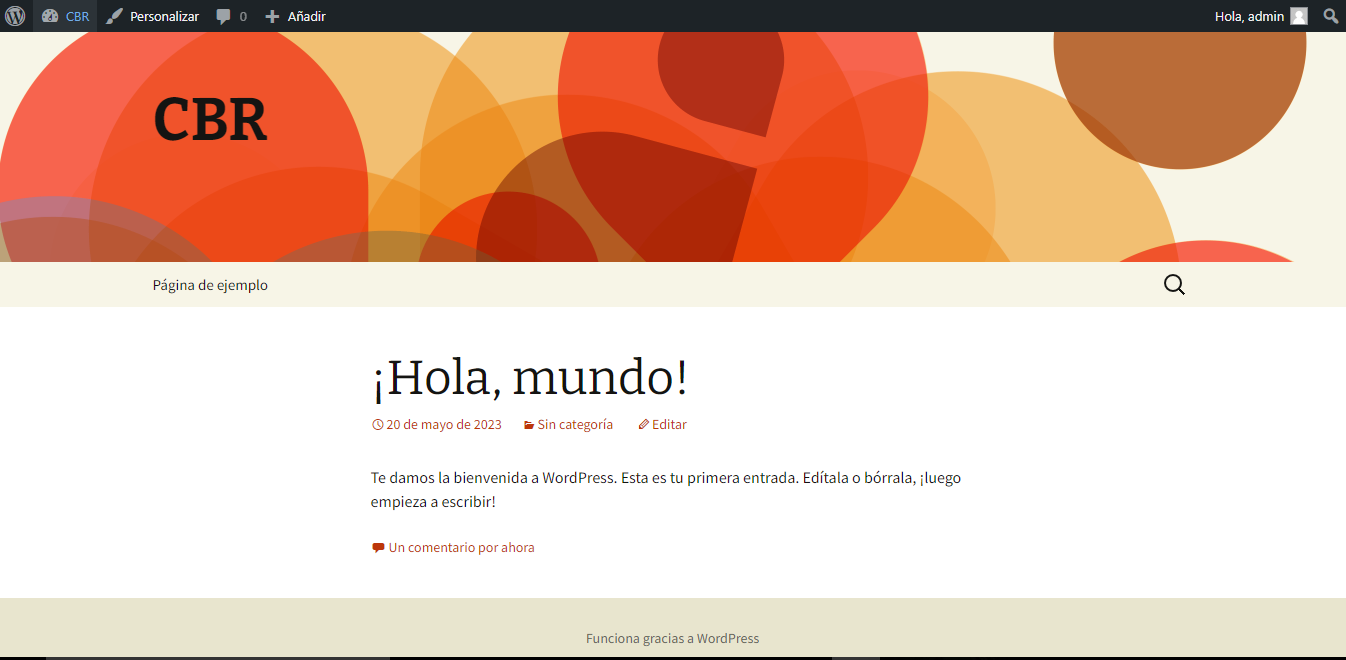 CBR Personalizar 0 Añadir Hola, admin
CBR
Página de ejemplo
¡Hola, mundo!
20 de mayo de 2023 Sin categoría Editar
Te damos la bienvenida a WordPress. Esta es tu primera entrada. Edítala o bórrala, ¡luego
empieza a escribir!
Un comentario por ahora
Funciona gracias a WordPress